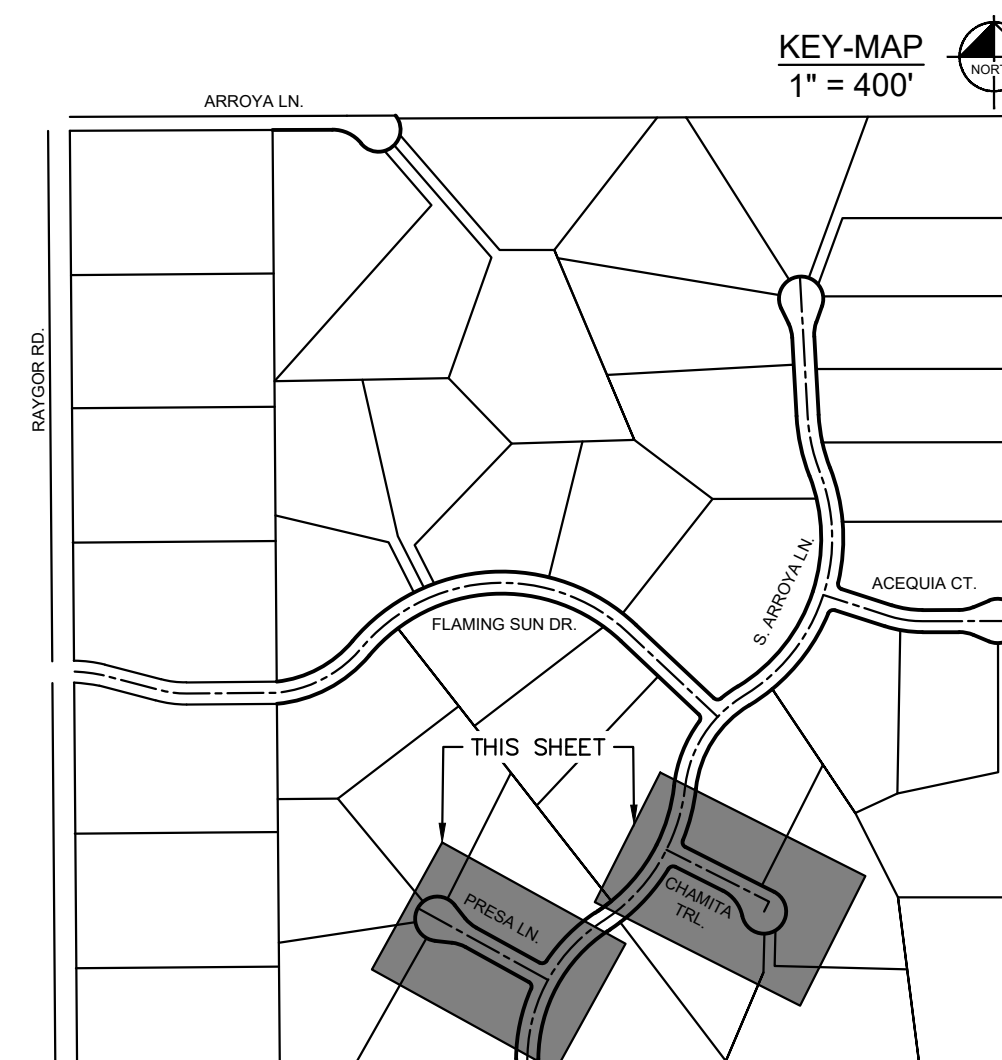 KEY-MAP
1" = 400'
NORT
ARROYA LN.
RAYGOR RD.
S. ARROYA LN.
ACEQUIA CT.
FLAMING SUN DR.
THIS SHEET
CHAMITA
TRL.
PRESA LN.